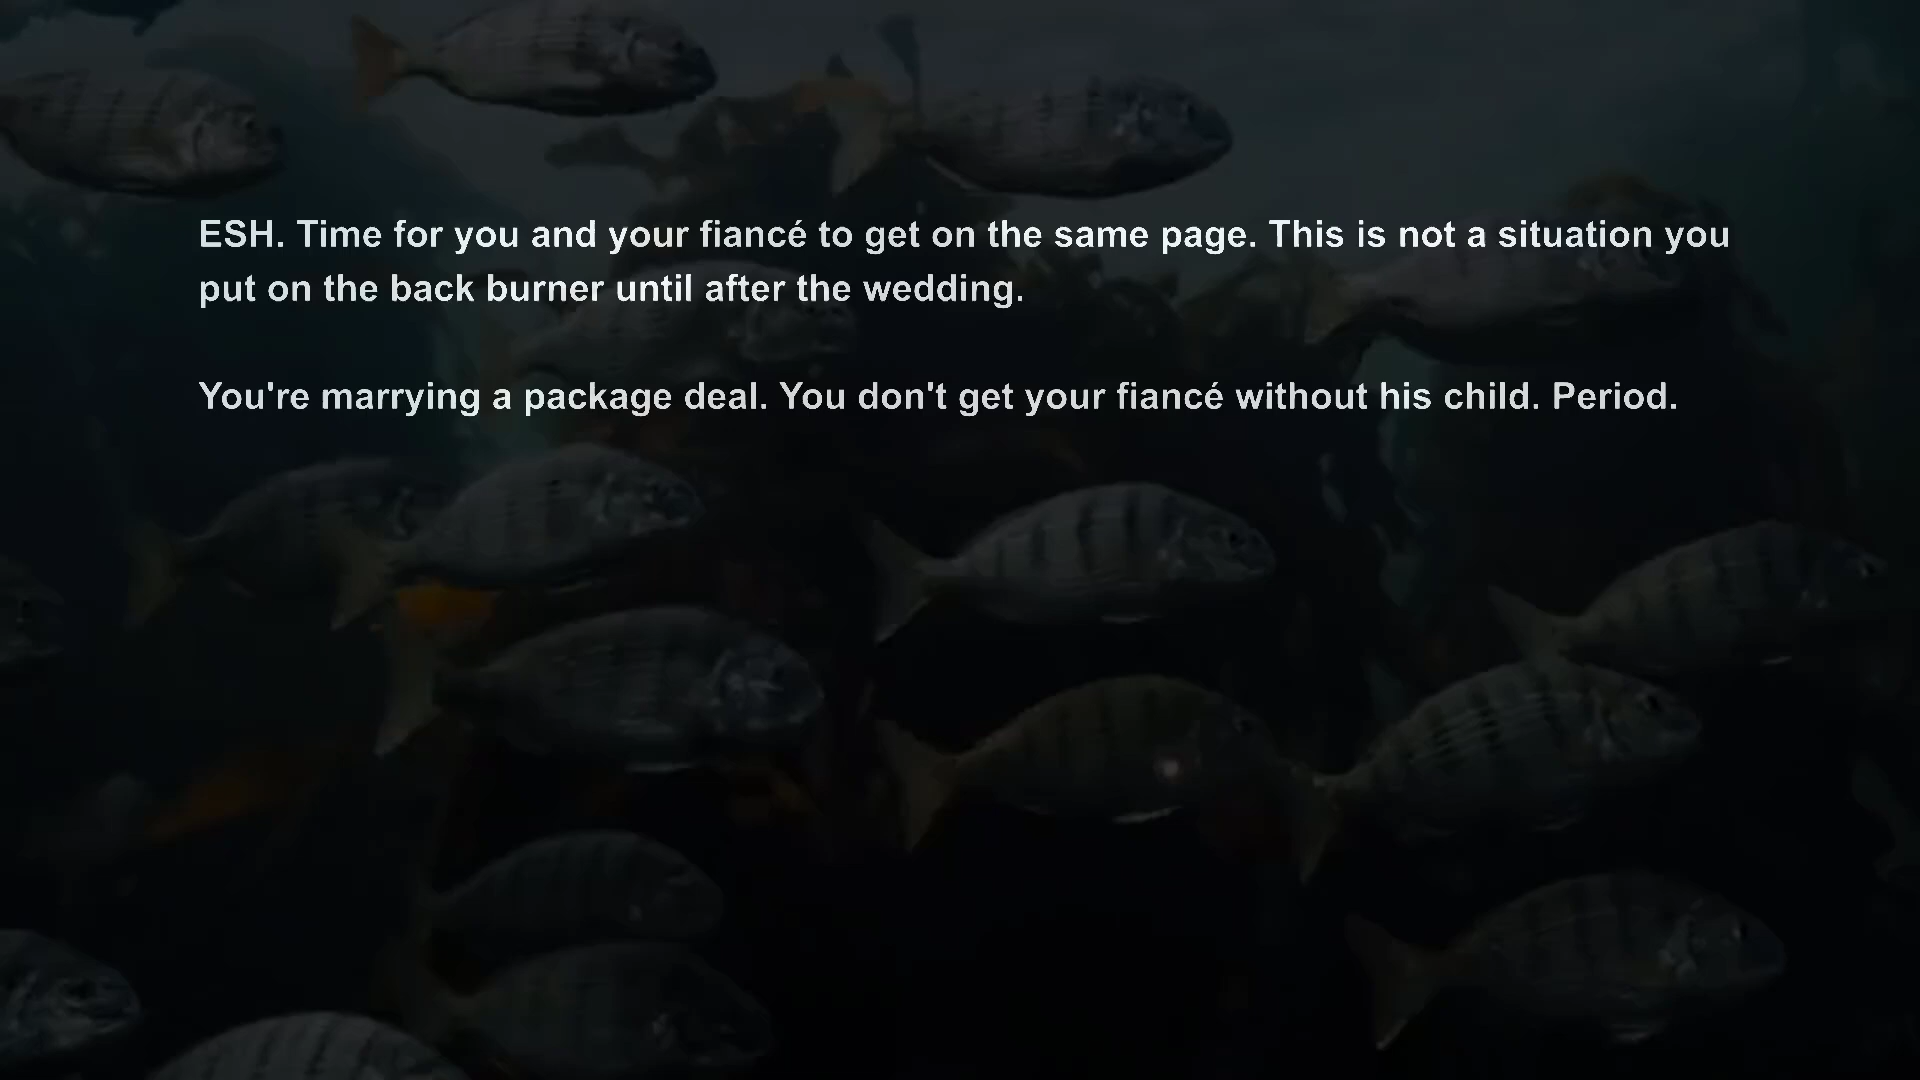 ESH. Time for you and your fiancé to get on the same page. This is not a situation you
put on the back burner until after the wedding.
You're marrying a package deal. You don't get your fiancé without his child. Period.